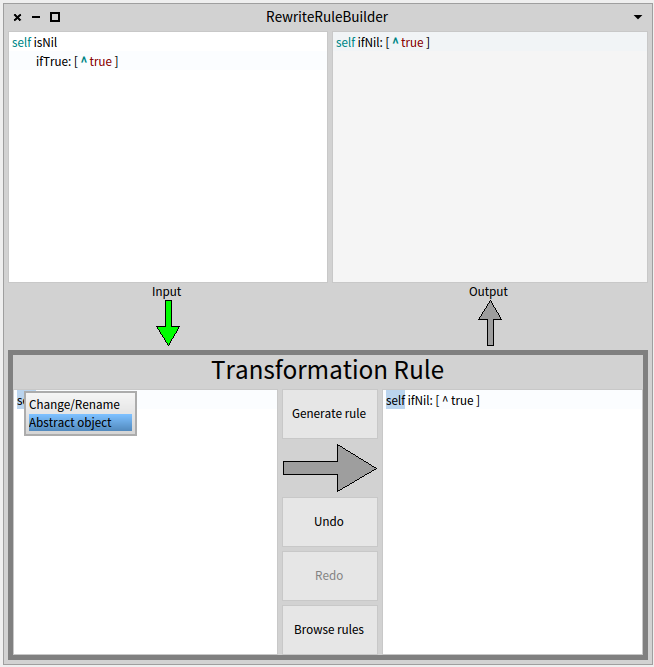 RewriteRuleBuilder
self isNil
ifTrue: [ ^ true ]
self ifNil: [ ^ true ]
Input
Output
Transformation Rule
Change/Rename
Abstract object
Generate rule
self ifNil: [ ^ true ]
Undo
Redo
Browse rules